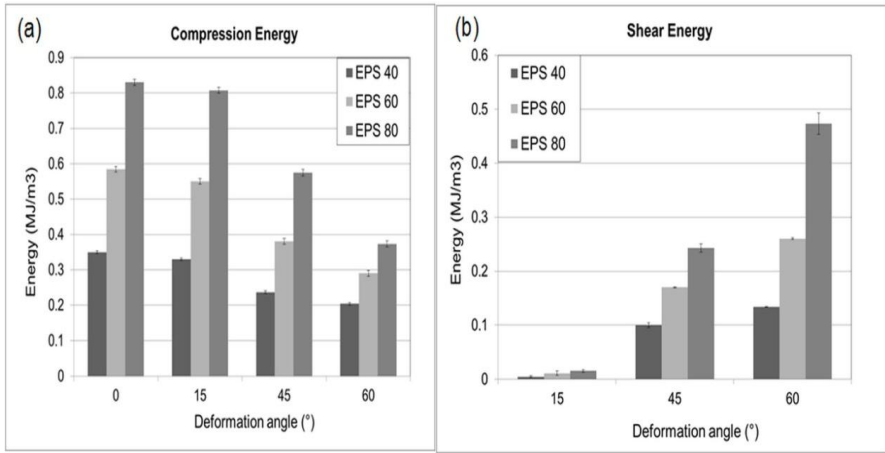 (a)
Compression Energy
Energy (MJ/m3)
0.9
0.8
0.7
0.6
0.5
0.4
0.3
0.2
0.1
0
EPS 40
EPS 60
EPS 80
0 15 45 60
Deformation angle (°)
(b)
Shear Energy
Energy (MJ/m3)
0.6
0.5
0.4
0.3
0.2
0.1
0
EPS 40
EPS 60
EPS 80
15 45 60
Deformation angle (°)